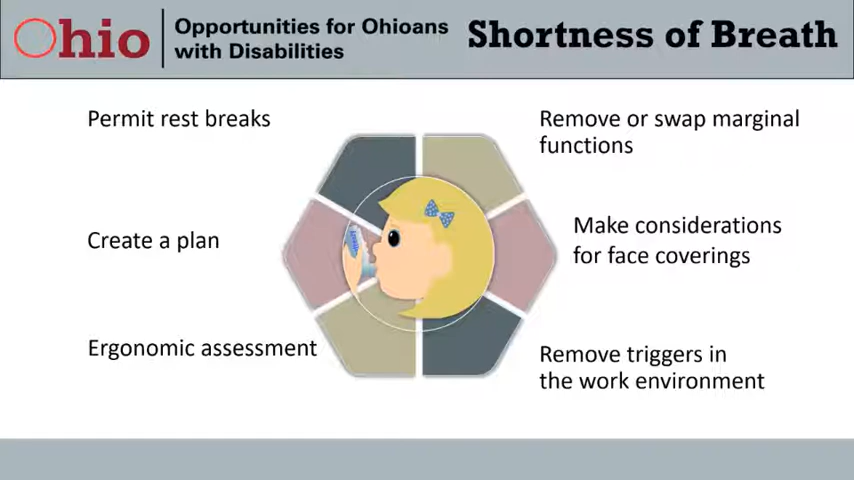 Ohio
Opportunities for Ohioans
with Disabilities
Shortness of Breath
Permit rest breaks
Remove or swap marginal
functions
Create a plan
Make considerations
for face coverings
Ergonomic assessment
Remove triggers in
the work environment